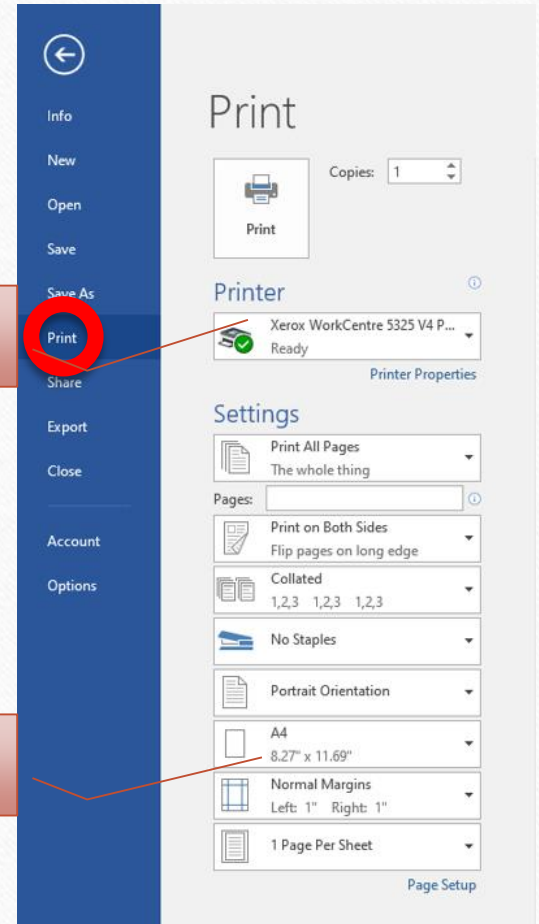 Info
New
Open
Save
Save As
Print
Share
Export
Close
Account
Options
Print
Copies: 1
Print
Printer
Xerox WorkCentre 5325 V4 P...
Ready
Printer Properties
Settings
Print All Pages
The whole thing
Pages:
Print on Both Sides
Flip pages on long edge
Collated
1,2,3 1,2,3 1,2,3
No Staples
Portrait Orientation
A4
8.27" x 11.69"
Normal Margins
Left: 1" Right: 1"
1 Page Per Sheet
Page Setup